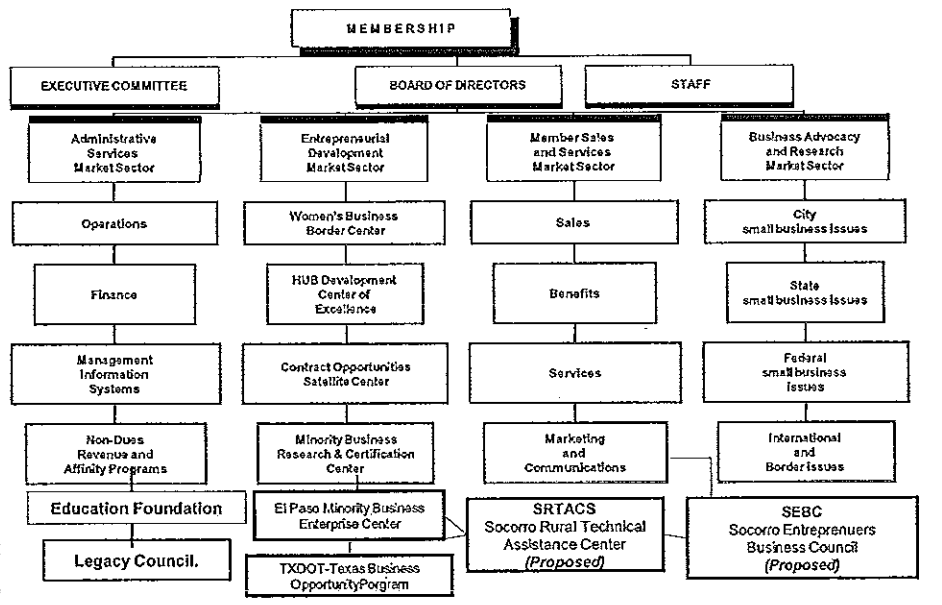 MEMBERSHIP
EXECUTIVE COMMITTEE
BOARD OF DIRECTORS
STAFF
Administrative
Services
Market Sector
Entrepreneurial
Development
Market Sector
Member Sales
and Services
Market Sector
Business Advocacy
and Research
Market Sector
Operations
Women's Business
Border Center
Sales
City
small business issues
Finance
HUB Development
Center of
Excellence
Benefits
State
small business issues
Management
Information
Systems
Contract Opportunities
Satellite Center
Services
Federal
small business
issues
Non-Dues
Revenue and
Affinity Programs
Minority Business
Research & Certification
Center
Marketing
and
Communications
International
and
Border Issues
Education Foundation
El Paso Minority Business
Enterprise Center
SRTACS
Socorro Rural Technical
Assistance Center
(Proposed)
SEBC
Socorro Entreprenuers
Business Council
(Proposed)
Legacy Council.
TXDOT-Texas Business
OpportunityPorgram